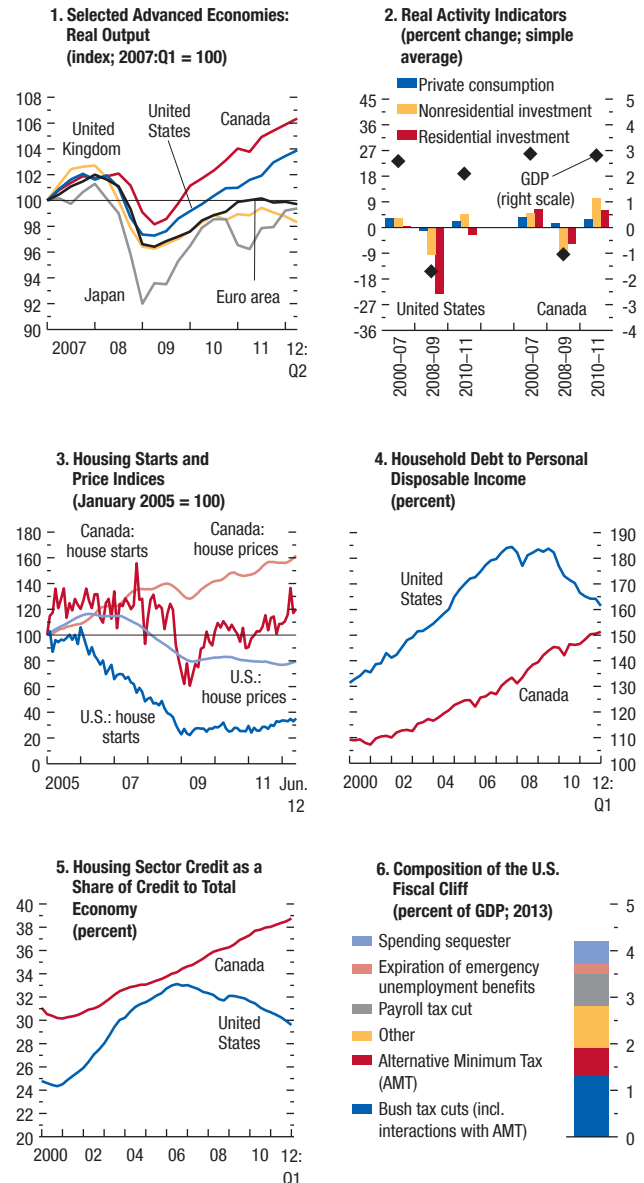 1. Selected Advanced Economies:
Real Output
(index; 2007:Q1 = 100)
108
106
104
102
100
98
96
94
92
90
United
Kingdom
United
States
Canada
Japan
Euro area
2007 08 09 10 11 12:
Q2
2. Real Activity Indicators
(percent change; simple
average)
Private consumption
Nonresidential investment
Residential investment
45
36
27
18
9
0
-9
-18
-27
-36
5
4
3
2
1
0
-1
-2
-3
-4
GDP
(right scale)
United States
Canada
2000–07
2008–09
2010–11
2000–07
2008–09
2010–11
3. Housing Starts and
Price Indices
(January 2005 = 100)
180
160
140
120
100
80
60
40
20
0
Canada:
house starts
Canada:
house prices
U.S.: house
starts
U.S.:
house prices
2005 07 09 11 Jun.
12
4. Household Debt to Personal
Disposable Income
(percent)
190
180
170
160
150
140
130
120
110
100
United
States
Canada
2000 02 04 06 08 10 12:
Q1
5. Housing Sector Credit as a
Share of Credit to Total
Economy
(percent)
40
38
36
34
32
30
28
26
24
22
20
Canada
United
States
2000 02 04 06 08 10 12:
Q1
6. Composition of the U.S.
Fiscal Cliff
(percent of GDP; 2013)
Spending sequester
Expiration of emergency
unemployment benefits
Payroll tax cut
Other
Alternative Minimum Tax
(AMT)
Bush tax cuts (incl.
interactions with AMT)
5
4
3
2
1
0